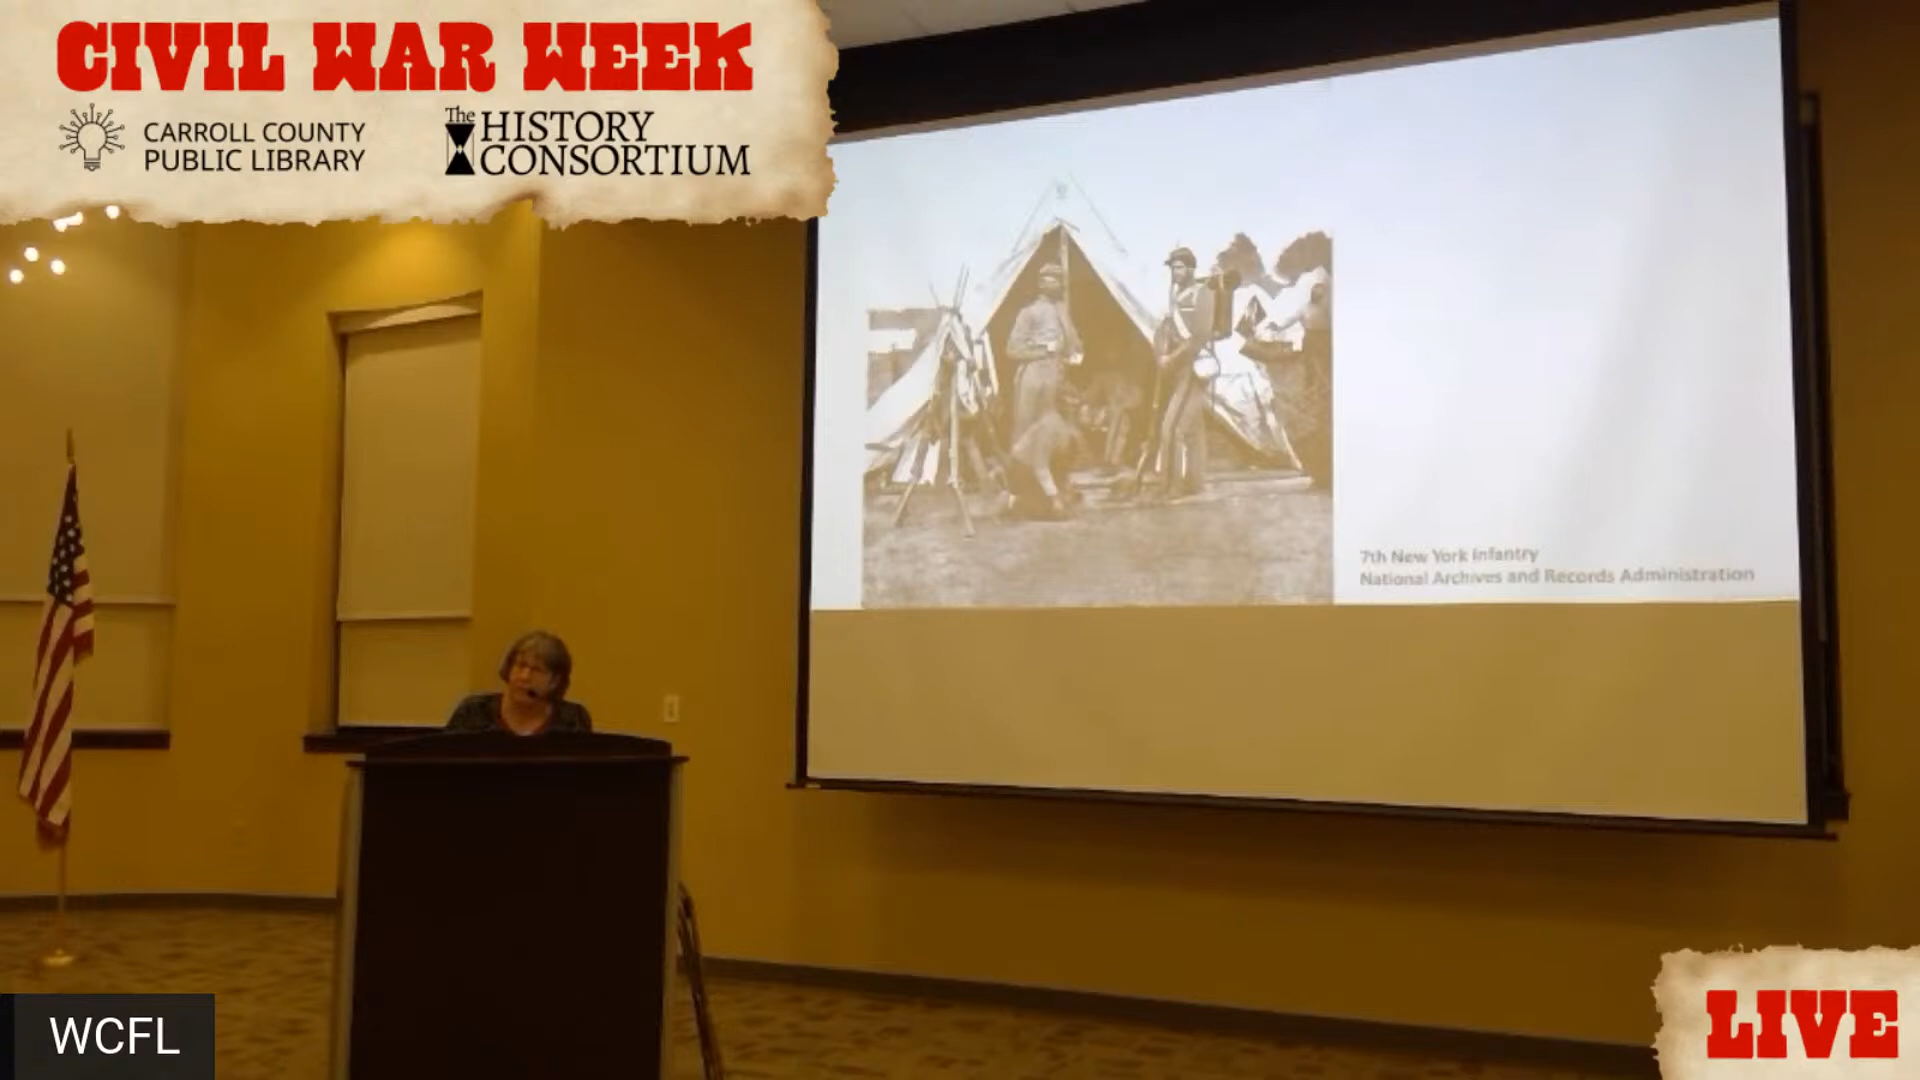 CIVIL WAR WEEK
CARROLL COUNTY
PUBLIC LIBRARY
The
HISTORY
CONSORTIUM
7th New York Infantry
National Archives and Records Administration
WCFL
LIVE